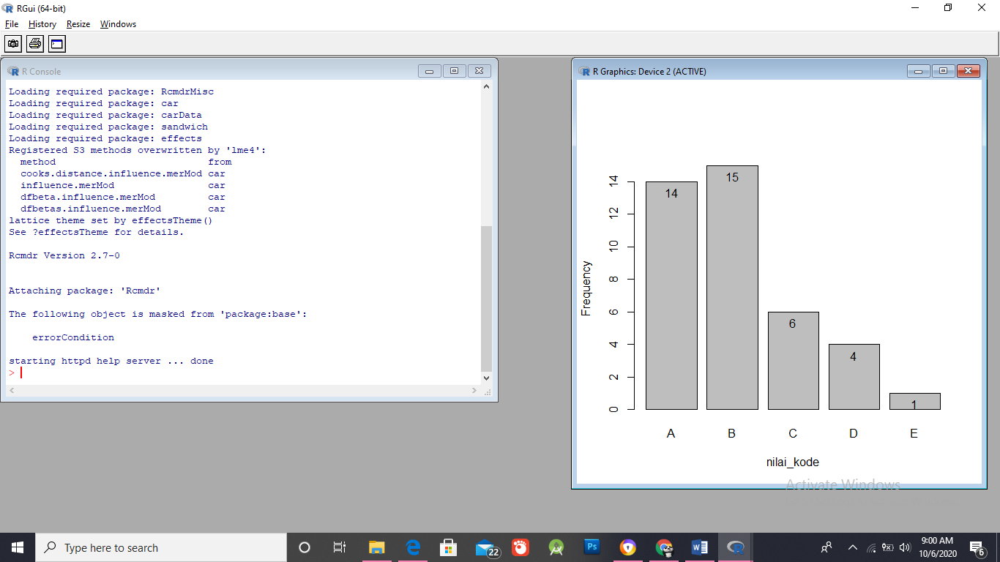 RGui (64-bit)
File History Resize Windows
R Console
Loading required package: RcmdrMisc
Loading required package: car
Loading required package: carData
Loading required package: sandwich
Loading required package: effects
Registered S3 methods overwritten by 'lme4':
method from
cooks.distance.influence.merMod car
influence.merMod car
dfbeta.influence.merMod car
dfbetas.influence.merMod car
lattice theme set by effectsTheme()
See ?effectsTheme for details.
Rcmdr Version 2.7-0
Attaching package: 'Rcmdr'
The following object is masked from 'package:base':
errorCondition
starting httpd help server ... done
>
R Graphics: Device 2 (ACTIVE)
Frequency
14
12
10
8
6
4
2
0
14
15
6
4
1
A B C D E
nilai_kode
Activate Windows
Type here to search
22
Ps
9:00 AM
10/6/2020
6